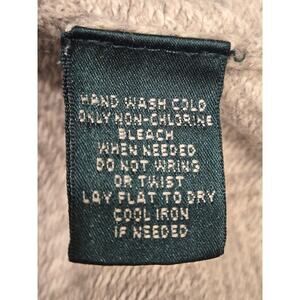 HAND WASH COLD
ONLY NON-CHLORINE
BLEACH
WHEN NEEDED
DO NOT WRING
OR TWIST
LAY FLAT TO DRY
COOL IRON
IF NEEDED